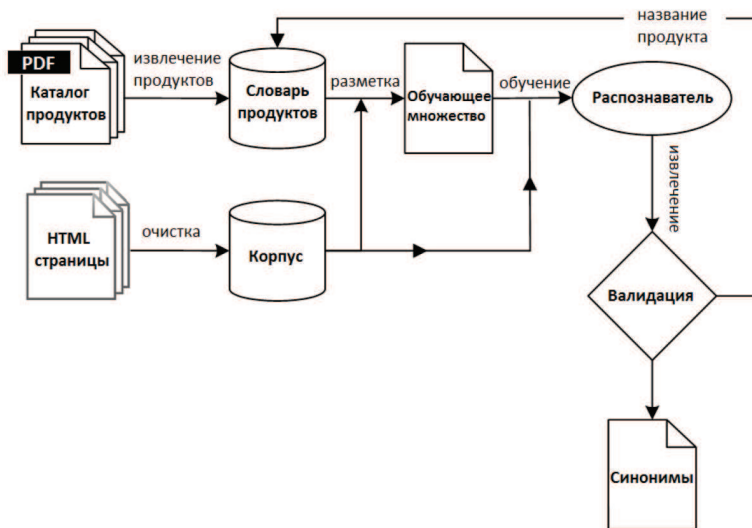 название
продукта
PDF
Каталог
продуктов
извлечение
продуктов
Словарь
продуктов
разметка
Обучающее
множество
обучение
Распознаватель
извлечение
HTML
страницы
очистка
Корпус
Валидация
Синонимы